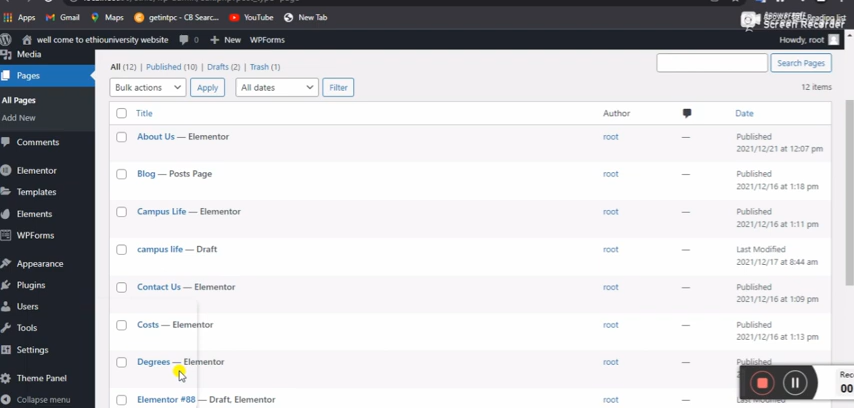 Apps Gmail Maps getintpc - CB Searc... YouTube New Tab Reading list
Screen Recorder
well come to ethiouniversity website 0 + New WPForms Howdy, root
Media
Pages
All Pages
Add New
Comments
Elementor
Templates
Elements
WPForms
Appearance
Plugins
Users
Tools
Settings
Theme Panel
Collapse menu
All (12) | Published (10) | Drafts (2) | Trash (1)
Search Pages
Bulk actions Apply All dates Filter 12 items
Title Author Date
About Us — Elementor root — Published
2021/12/21 at 12:07 pm
Blog — Posts Page root — Published
2021/12/16 at 1:18 pm
Campus Life — Elementor root — Published
2021/12/16 at 1:11 pm
campus life — Draft root — Last Modified
2021/12/17 at 8:44 am
Contact Us — Elementor root — Published
2021/12/16 at 1:09 pm
Costs — Elementor root — Published
2021/12/16 at 1:13 pm
Degrees — Elementor root — Published
Elementor #88 — Draft, Elementor root —
Rec
00